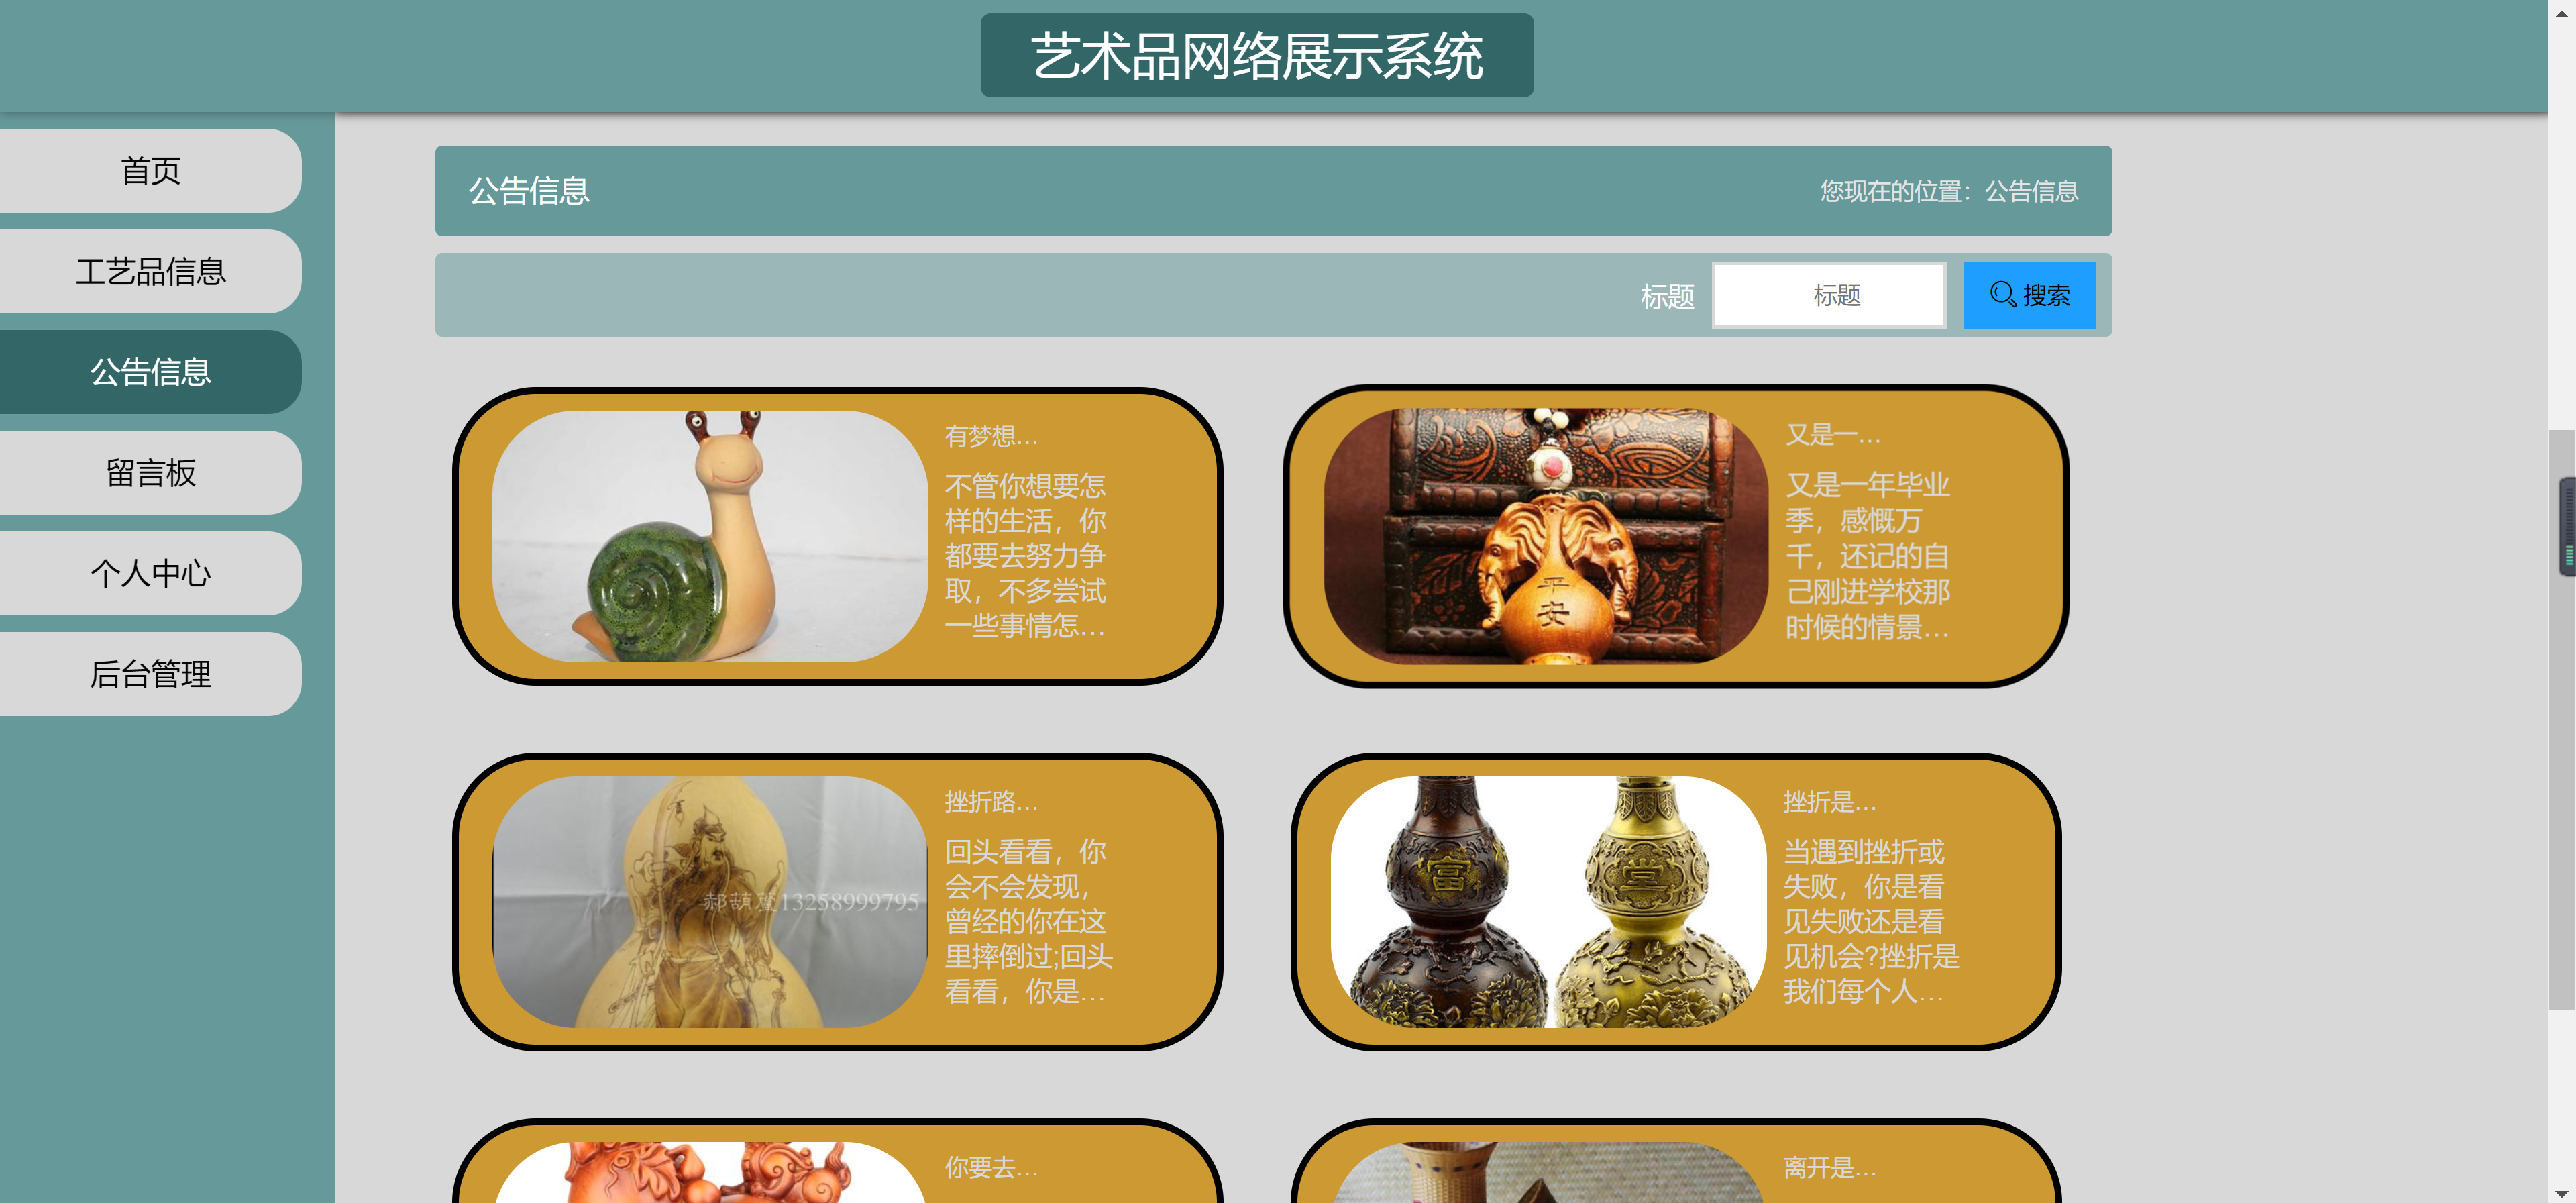 艺术品网络展示系统
首页
工艺品信息
公告信息
留言板
个人中心
后台管理
公告信息
您现在的位置：公告信息
标题
标题
搜索
有梦想...
不管你想要怎
样的生活，你
都要去努力争
取，不多尝试
一些事情怎...
平
安
又是一...
又是一年毕业
季，感慨万
千，还记的自
己刚进学校那
时候的情景...
郝葫芦13258999795
挫折路...
回头看看，你
会不会发现，
曾经的你在这
里摔倒过;回头
看看，你是...
富
堂
挫折是...
当遇到挫折或
失败，你是看
见失败还是看
见机会?挫折是
我们每个人...
你要去...
离开是...